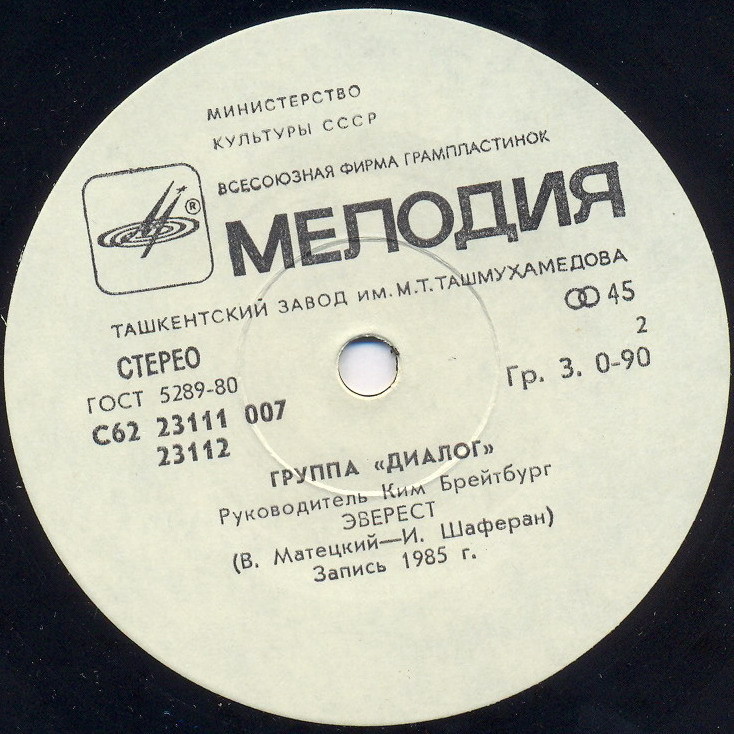 МИНИСТЕРСТВО
КУЛЬТУРЫ СССР
ВСЕСОЮЗНАЯ ФИРМА ГРАМПЛАСТИНОК
®
МЕЛОДИЯ
ТАШКЕНТСКИЙ ЗАВОД ИМ. М.Т.ТАШМУХАМЕДОВА
СТЕРЕО
45
ГОСТ 5289-80
2
С62 23111 007
Гр. 3. 0-90
23112
ГРУППА «ДИАЛОГ»
Руководитель Ким Брейтбург
ЭВЕРЕСТ
(В. Матецкий—И. Шаферан)
Запись 1985 г.